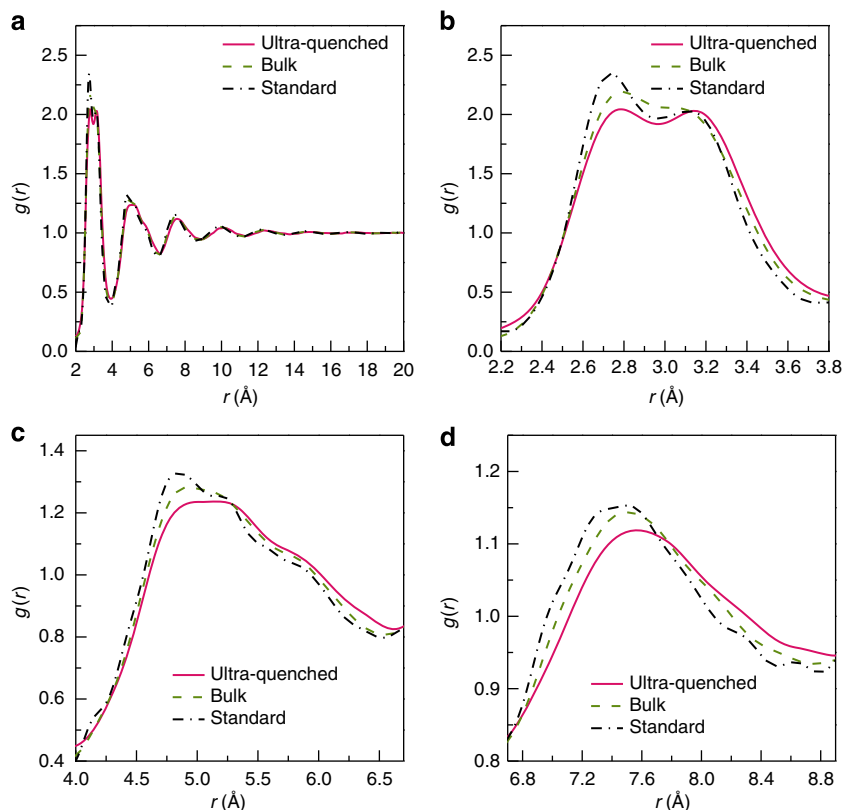 a
Ultra-quenched
Bulk
Standard
2.5
2.0
1.5
1.0
0.5
0.0
g(r)
2 4 6 8 10 12 14 16 18 20
r (Å)
b
Ultra-quenched
Bulk
Standard
2.5
2.0
1.5
1.0
0.5
0.0
g(r)
2.2 2.4 2.6 2.8 3.0 3.2 3.4 3.6 3.8
r (Å)
c
1.4
1.2
1.0
0.8
0.6
0.4
g(r)
Ultra-quenched
Bulk
Standard
4.0 4.5 5.0 5.5 6.0 6.5
r (Å)
d
1.2
1.1
1.0
0.9
0.8
g(r)
Ultra-quenched
Bulk
Standard
6.8 7.2 7.6 8.0 8.4 8.8
r (Å)